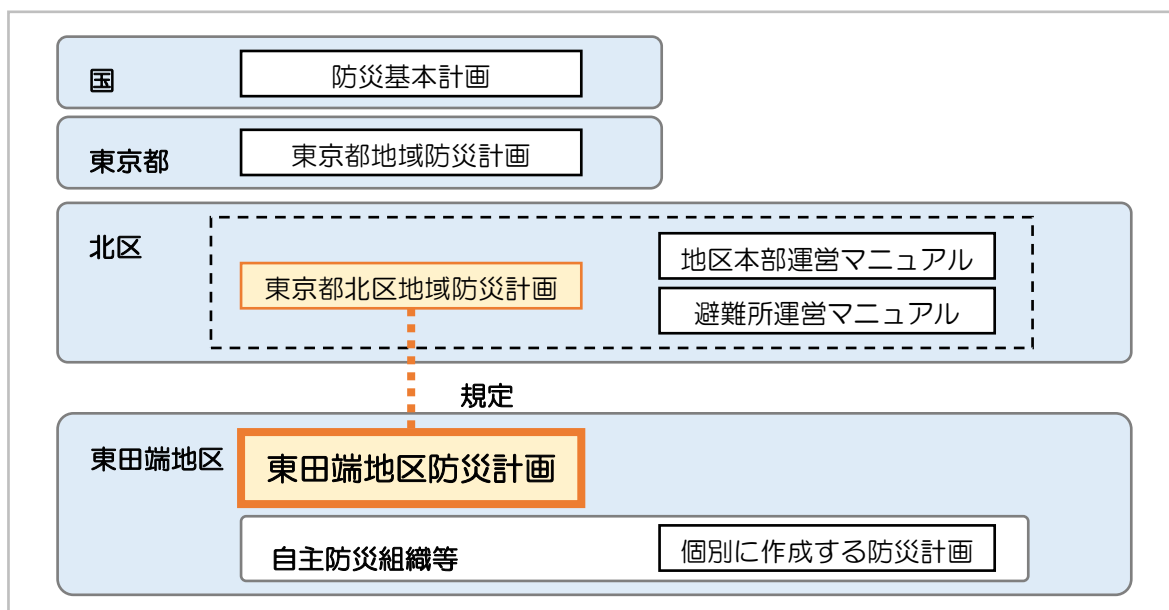 国
防災基本計画
東京都
東京都地域防災計画
北区
東京都北区地域防災計画
地区本部運営マニュアル
避難所運営マニュアル
規定
東田端地区
東田端地区防災計画
自主防災組織等
個別に作成する防災計画